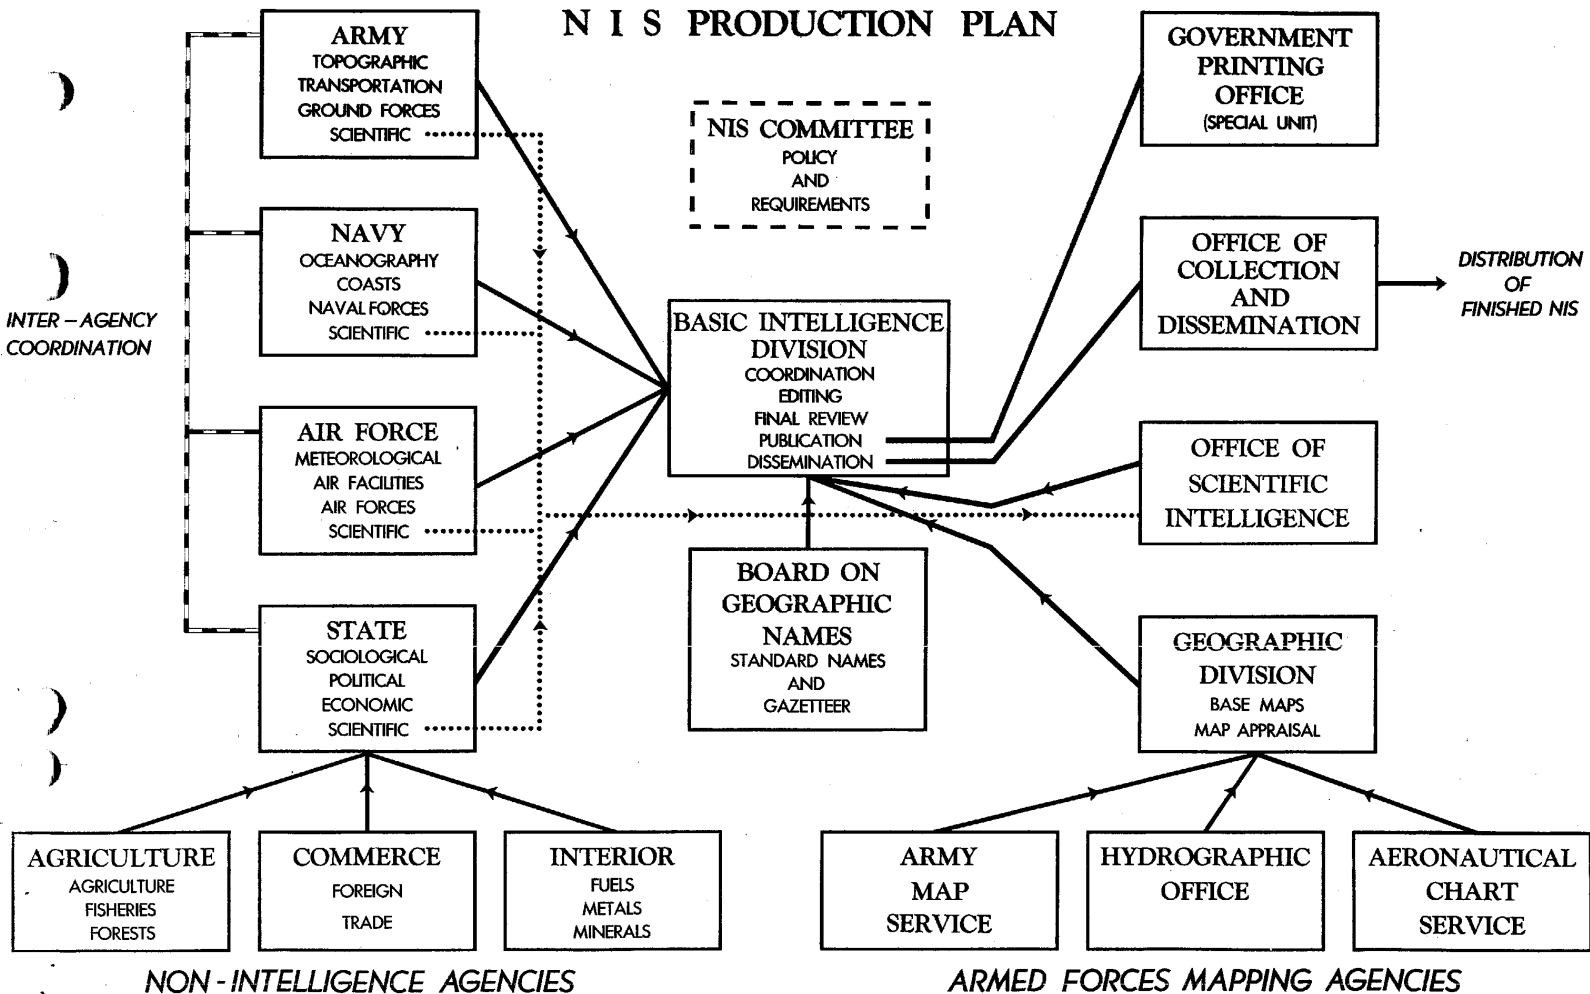 N I S PRODUCTION PLAN
ARMY
TOPOGRAPHIC
TRANSPORTATION
GROUND FORCES
SCIENTIFIC
NIS COMMITTEE
POLICY
AND
REQUIREMENTS
GOVERNMENT
PRINTING
OFFICE
(SPECIAL UNIT)
NAVY
OCEANOGRAPHY
COASTS
NAVAL FORCES
SCIENTIFIC
OFFICE OF
COLLECTION
AND
DISSEMINATION
DISTRIBUTION
OF
FINISHED NIS
INTER – AGENCY
COORDINATION
BASIC INTELLIGENCE
DIVISION
COORDINATION
EDITING
FINAL REVIEW
PUBLICATION
DISSEMINATION
AIR FORCE
METEOROLOGICAL
AIR FACILITIES
AIR FORCES
SCIENTIFIC
OFFICE OF
SCIENTIFIC
INTELLIGENCE
BOARD ON
GEOGRAPHIC
NAMES
STANDARD NAMES
AND
GAZETTEER
STATE
SOCIOLOGICAL
POLITICAL
ECONOMIC
SCIENTIFIC
GEOGRAPHIC
DIVISION
BASE MAPS
MAP APPRAISAL
AGRICULTURE
AGRICULTURE
FISHERIES
FORESTS
COMMERCE
FOREIGN
TRADE
INTERIOR
FUELS
METALS
MINERALS
ARMY
MAP
SERVICE
HYDROGRAPHIC
OFFICE
AERONAUTICAL
CHART
SERVICE
NON - INTELLIGENCE AGENCIES
ARMED FORCES MAPPING AGENCIES